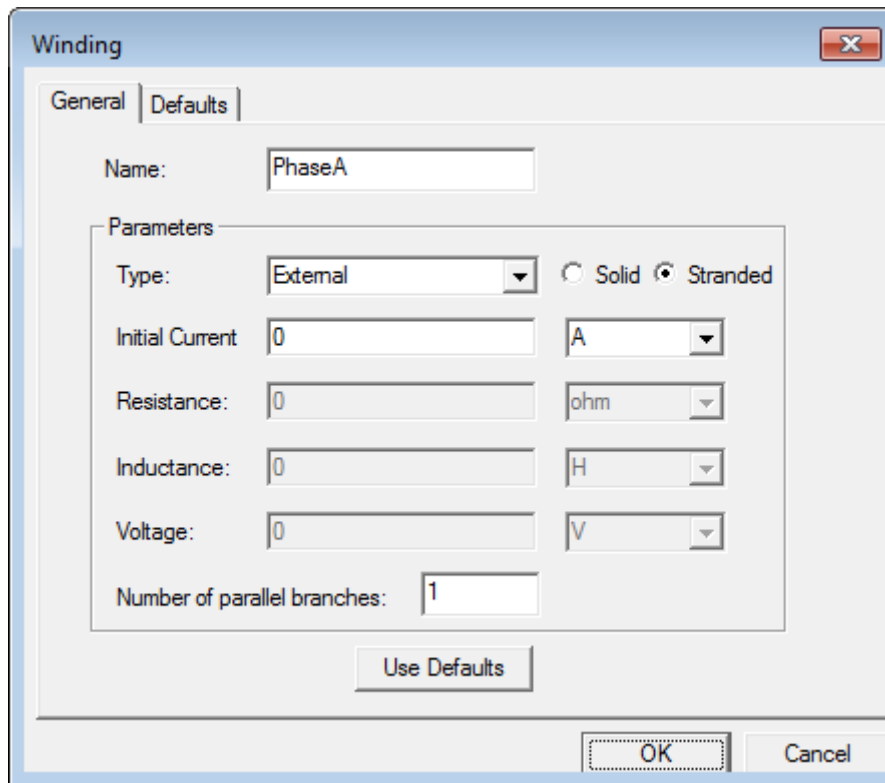 Winding
General Defaults
Name: PhaseA
Parameters
Type: External Solid Stranded
Initial Current 0 A
Resistance: 0 ohm
Inductance: 0 H
Voltage: 0 V
Number of parallel branches: 1
Use Defaults
OK Cancel